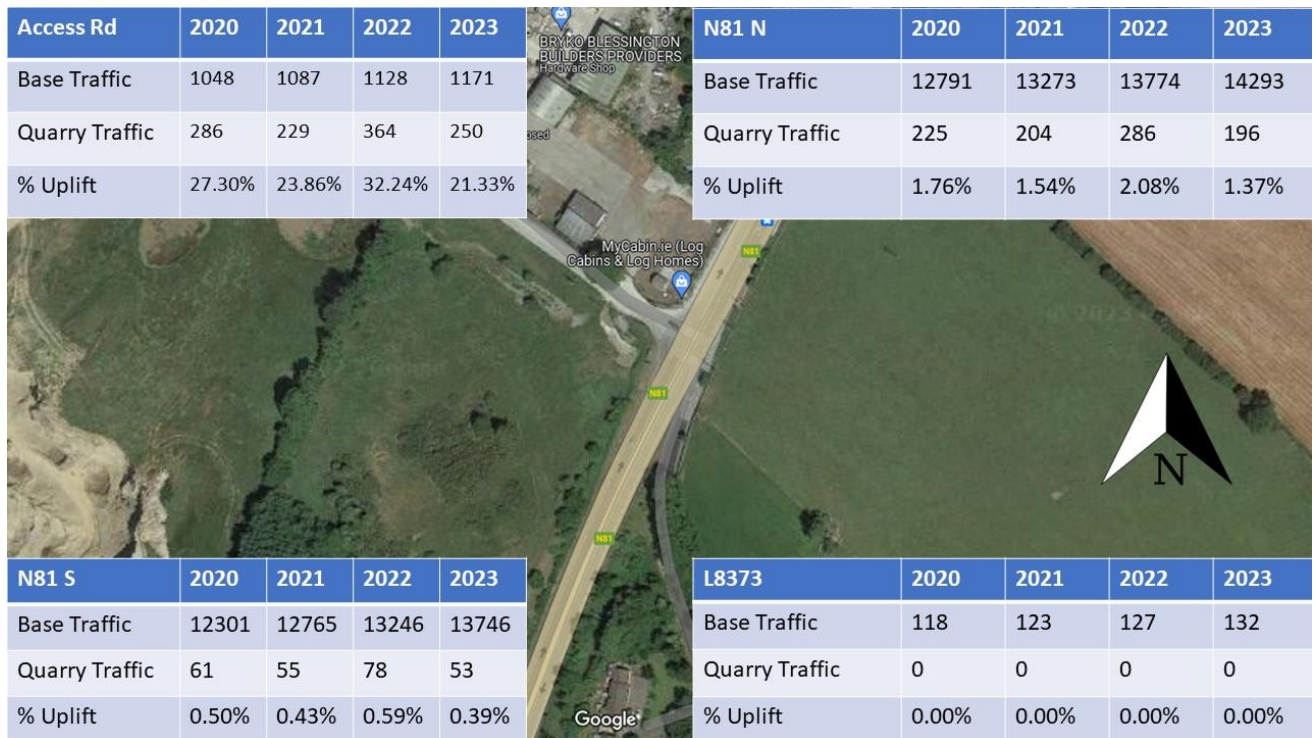 Access Rd 2020 2021 2022 2023
Base Traffic 1048 1087 1128 1171
Quarry Traffic 286 229 364 250
% Uplift 27.30% 23.86% 32.24% 21.33%
N81 N 2020 2021 2022 2023
Base Traffic 12791 13273 13774 14293
Quarry Traffic 225 204 286 196
% Uplift 1.76% 1.54% 2.08% 1.37%
BRYKO BLESSINGTON
BUILDERS PROVIDERS
Hardware Shop
osed
MyCabin.ie (Log
Cabins & Log Homes)
N81
N81
N81
N
N81 S 2020 2021 2022 2023
Base Traffic 12301 12765 13246 13746
Quarry Traffic 61 55 78 53
% Uplift 0.50% 0.43% 0.59% 0.39%
L8373 2020 2021 2022 2023
Base Traffic 118 123 127 132
Quarry Traffic 0 0 0 0
% Uplift 0.00% 0.00% 0.00% 0.00%
Google